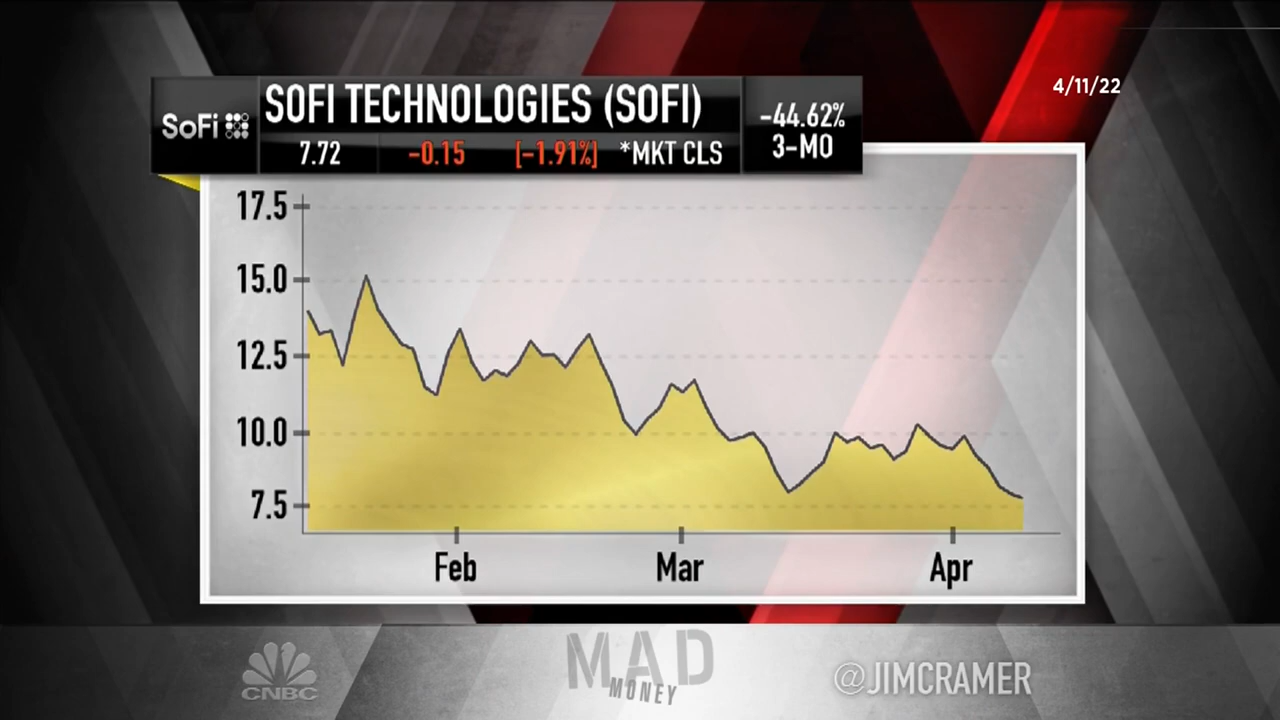 4/11/22
SoFi
SOFI TECHNOLOGIES (SOFI)
7.72 -0.15 [-1.91%] *MKT CLS
-44.62%
3-MO
17.5
15.0
12.5
10.0
7.5
Feb Mar Apr
CNBC
MAD
MONEY
@JIMCRAMER